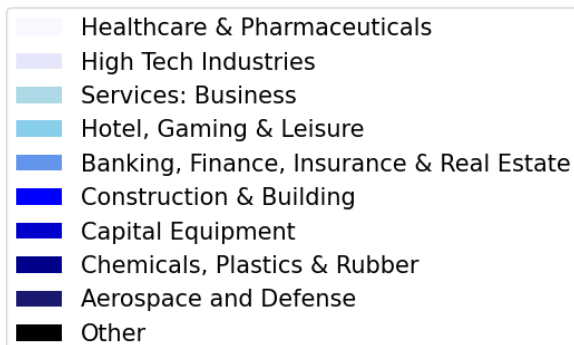 Healthcare & Pharmaceuticals
High Tech Industries
Services: Business
Hotel, Gaming & Leisure
Banking, Finance, Insurance & Real Estate
Construction & Building
Capital Equipment
Chemicals, Plastics & Rubber
Aerospace and Defense
Other